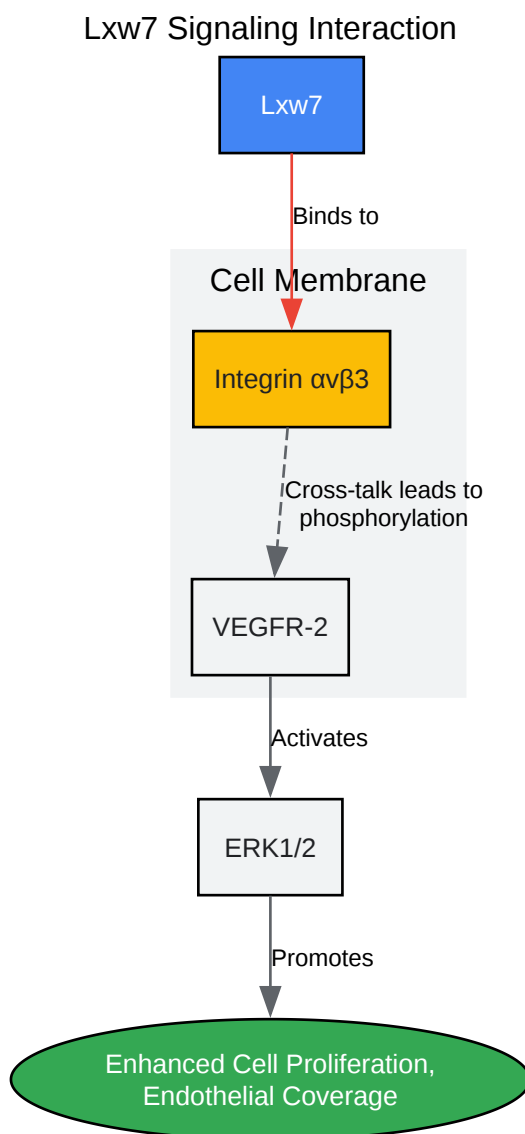 Lxw7 Signaling Interaction
Lxw7
Binds to
Cell Membrane
Integrin αvβ3
Cross-talk leads to
phosphorylation
VEGFR-2
Activates
ERK1/2
Promotes
Enhanced Cell Proliferation,
Endothelial Coverage